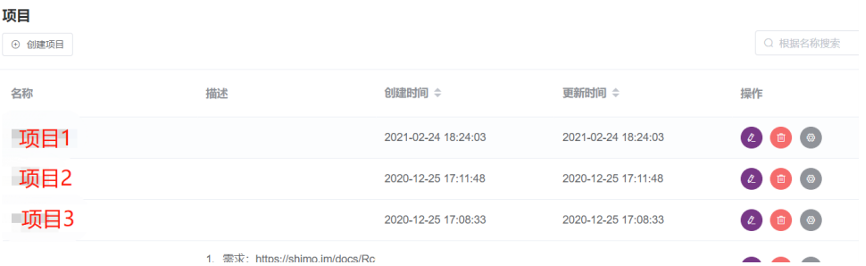 项目
创建项目
根据名称搜索
名称 描述 创建时间 更新时间 操作
项目1 2021-02-24 18:24:03 2021-02-24 18:24:03
项目2 2020-12-25 17:11:48 2020-12-25 17:11:48
项目3 2020-12-25 17:08:33 2020-12-25 17:08:33
1、需求：https://shimo.im/docs/Rc